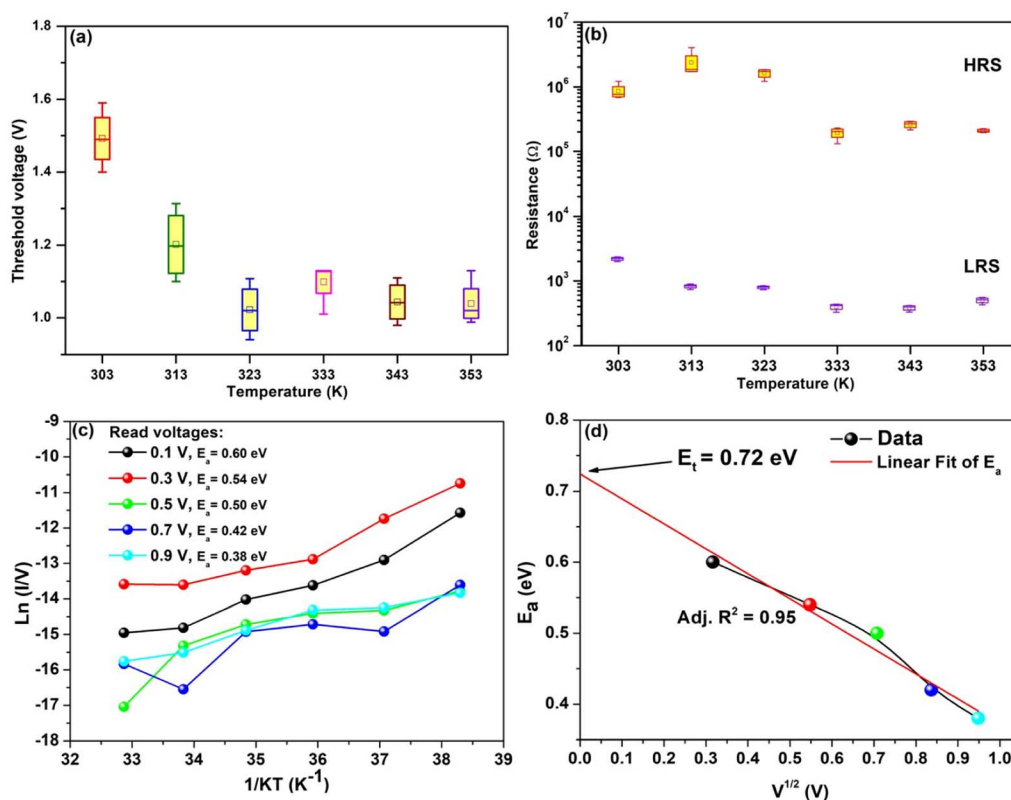 (a)
1.8
1.6
1.4
1.2
1.0
Threshold voltage (V)
303 313 323 333 343 353
Temperature (K)
(b)
10^7
10^6
10^5
10^4
10^3
10^2
Resistance (Ω)
HRS
LRS
303 313 323 333 343 353
Temperature (K)
(c)
-9
-10
-11
-12
-13
-14
-15
-16
-17
-18
Ln (I/V)
Read voltages:
0.1 V, E_a = 0.60 eV
0.3 V, E_a = 0.54 eV
0.5 V, E_a = 0.50 eV
0.7 V, E_a = 0.42 eV
0.9 V, E_a = 0.38 eV
32 33 34 35 36 37 38 39
1/KT (K^-1)
(d)
0.8
0.7
0.6
0.5
0.4
E_a (eV)
E_t = 0.72 eV
Data
Linear Fit of E_a
Adj. R^2 = 0.95
0.0 0.1 0.2 0.3 0.4 0.5 0.6 0.7 0.8 0.9 1.0
V^1/2 (V)